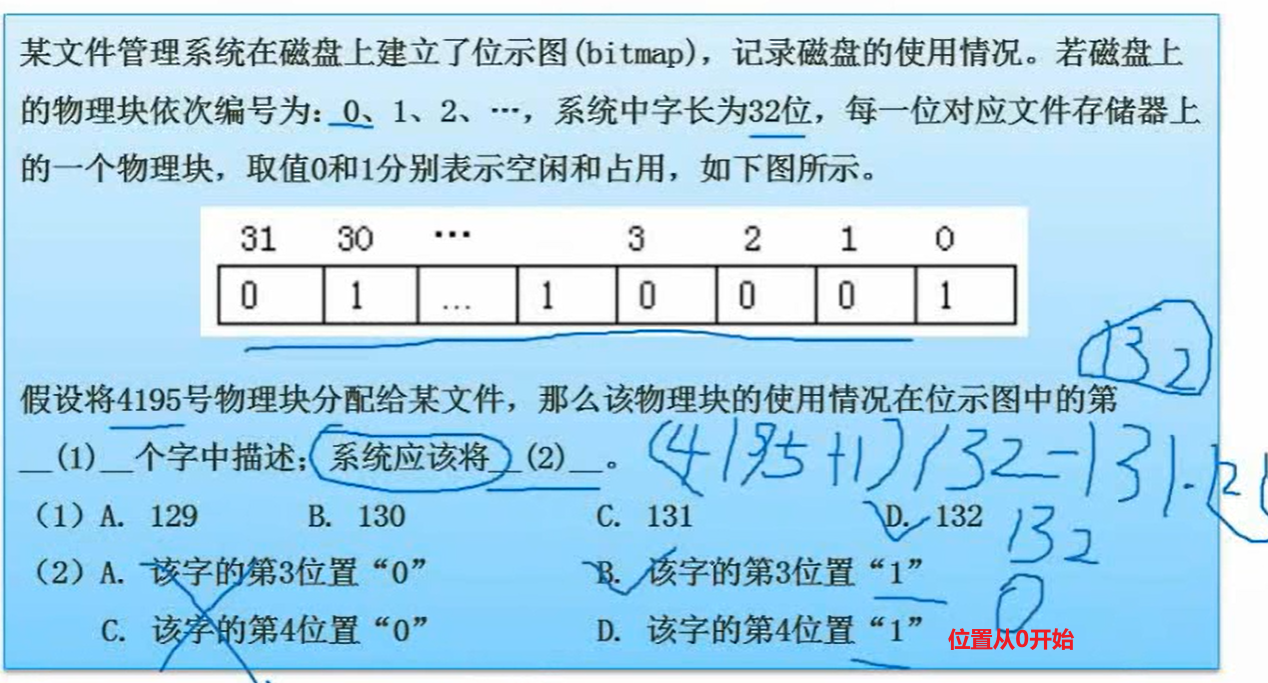 某文件管理系统在磁盘上建立了位示图(bitmap)，记录磁盘的使用情况。若磁盘上
的物理块依次编号为：0、1、2、…，系统中字长为32位，每一位对应文件存储器上
的一个物理块，取值0和1分别表示空闲和占用，如下图所示。
31 30 … 3 2 1 0
0 1 … 1 0 0 0 1
132
假设将4195号物理块分配给某文件，那么该物理块的使用情况在位示图中的第
__(1)__个字中描述；系统应该将__(2)__。
(4195+1)/32=131.12
（1）A. 129 B. 130 C. 131 D. 132
132
（2）A. 该字的第3位置“0” B. 该字的第3位置“1”
0
C. 该字的第4位置“0” D. 该字的第4位置“1”
位置从0开始